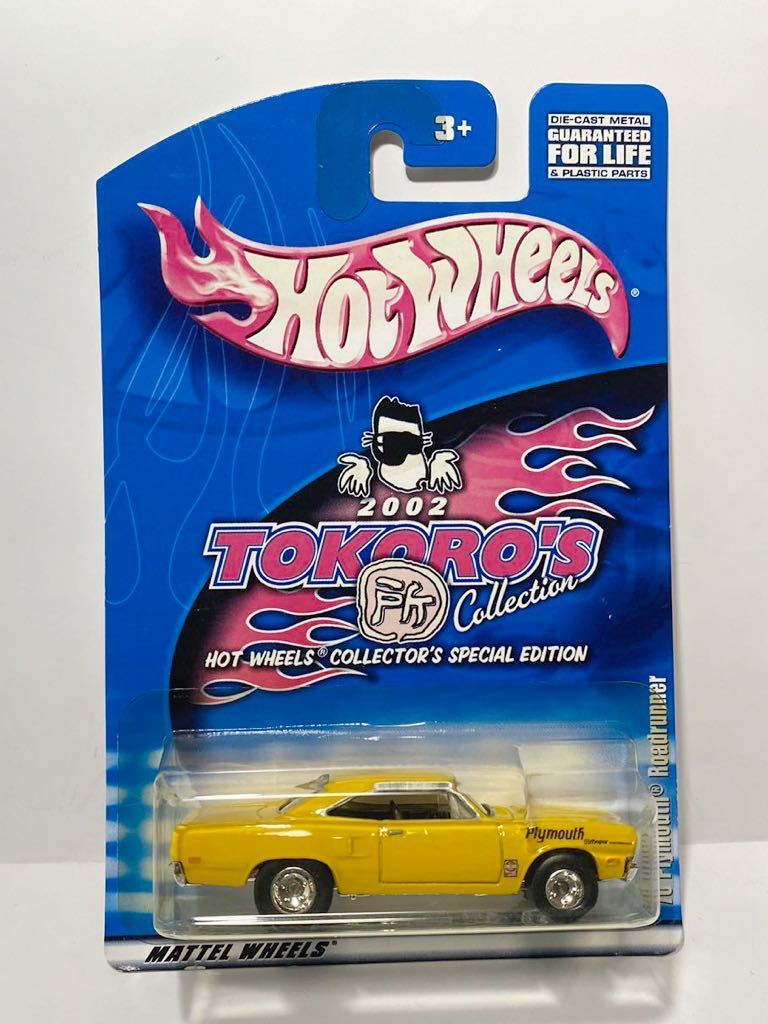 3+
DIE-CAST METAL
GUARANTEED
FOR LIFE
& PLASTIC PARTS
Hot Wheels®
2002
TOKORO'S
Collection
HOT WHEELS® COLLECTOR'S SPECIAL EDITION
'70 Plymouth® Roadrunner
Plymouth
MATTEL WHEELS®